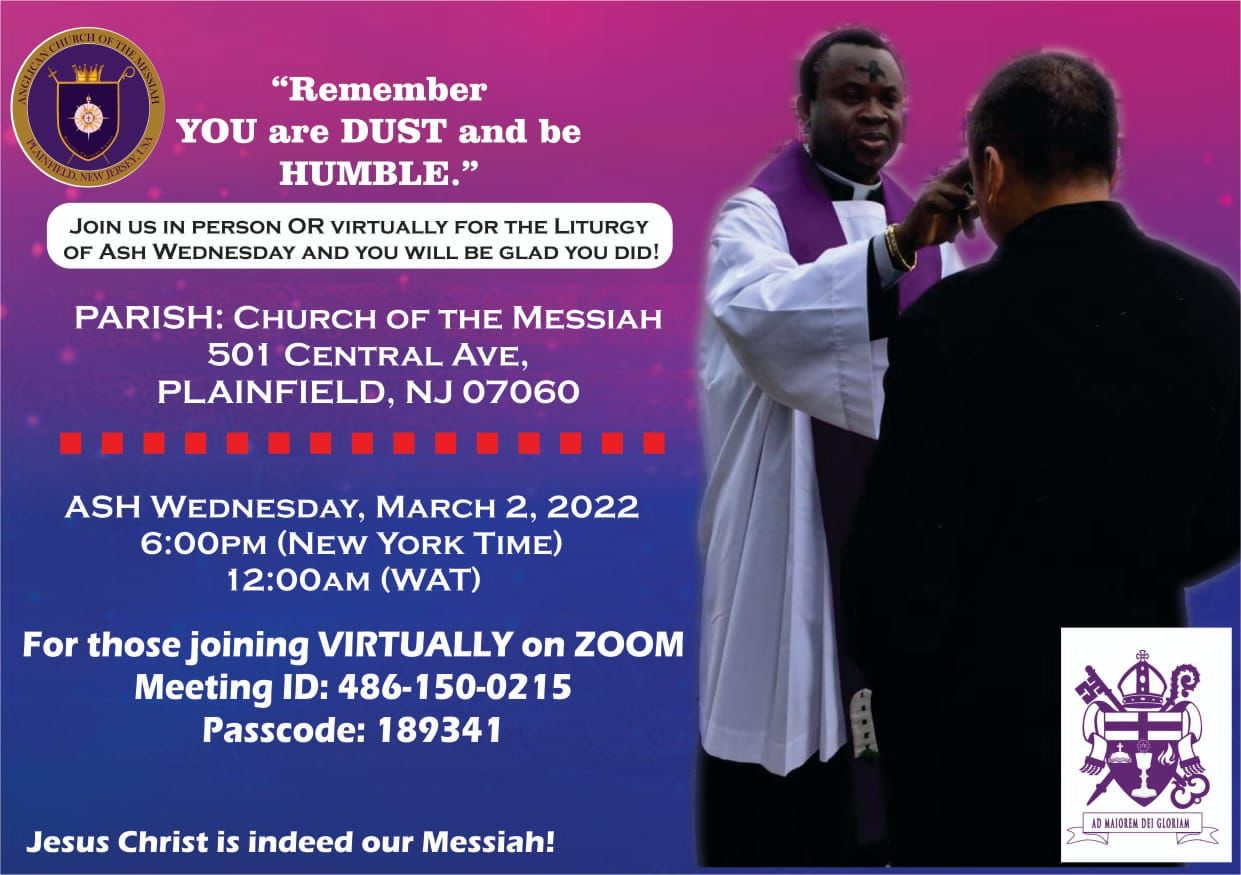 ANGLICAN CHURCH OF THE MESSIAH
PLAINFIELD, NEW JERSEY, USA
“Remember
YOU are DUST and be
HUMBLE.”
JOIN US IN PERSON OR VIRTUALLY FOR THE LITURGY
OF ASH WEDNESDAY AND YOU WILL BE GLAD YOU DID!
PARISH: CHURCH OF THE MESSIAH
501 CENTRAL AVE,
PLAINFIELD, NJ 07060
ASH WEDNESDAY, MARCH 2, 2022
6:00PM (NEW YORK TIME)
12:00AM (WAT)
For those joining VIRTUALLY on ZOOM
Meeting ID: 486-150-0215
Passcode: 189341
Jesus Christ is indeed our Messiah!
AD MAIOREM DEI GLORIAM